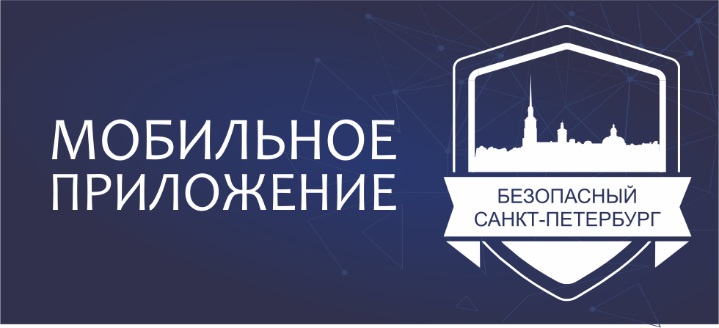 МОБИЛЬНОЕ
ПРИЛОЖЕНИЕ
БЕЗОПАСНЫЙ
САНКТ-ПЕТЕРБУРГ